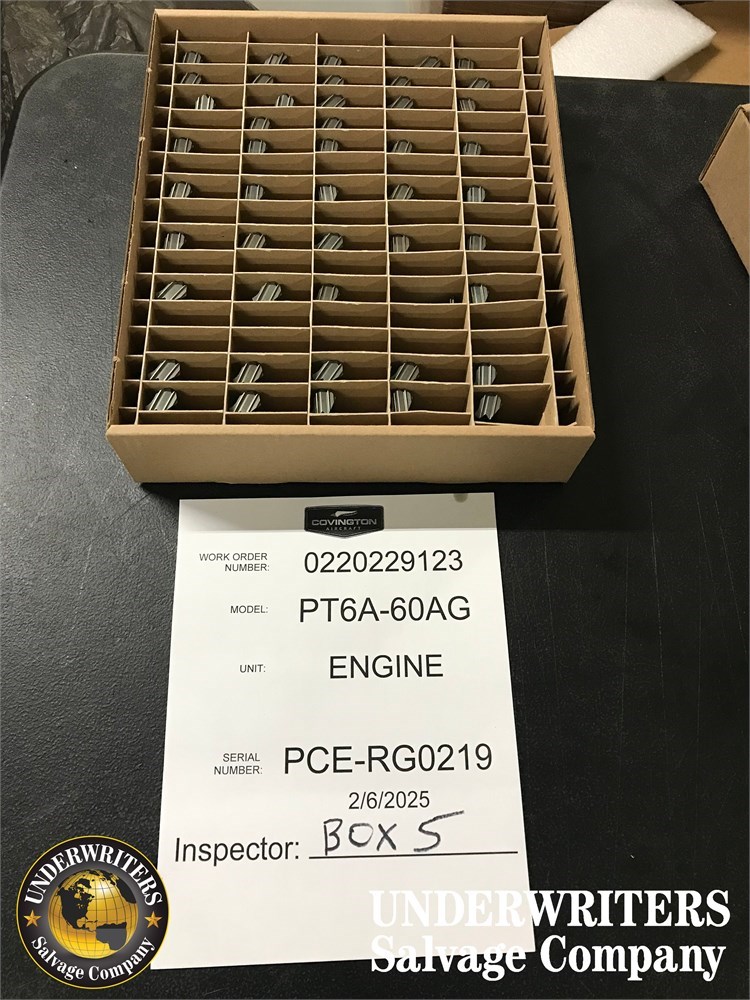 COVINGTON
AIRCRAFT
WORK ORDER
NUMBER: 0220229123
MODEL: PT6A-60AG
UNIT: ENGINE
SERIAL
NUMBER: PCE-RG0219
2/6/2025
Inspector: BOX 5
UNDERWRITERS
Salvage Company
UNDERWRITERS
Salvage Company